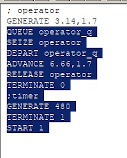 ; operator
GENERATE 3.14,1.7
QUEUE operator_q
SEIZE operator
DEPART operator_q
ADVANCE 6.66,1.7
RELEASE operator
TERMINATE 0
;timer
GENERATE 480
TERMINATE 1
START 1